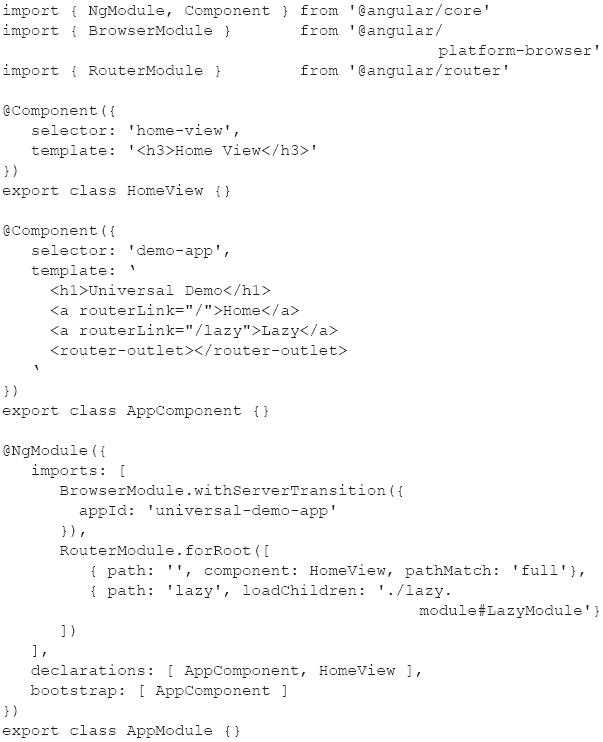 import { NgModule, Component } from '@angular/core'
import { BrowserModule }       from '@angular/
                                              platform-browser'
import { RouterModule }        from '@angular/router'

@Component({
   selector: 'home-view',
   template: '<h3>Home View</h3>'
})
export class HomeView {}

@Component({
   selector: 'demo-app',
   template: ‛
     <h1>Universal Demo</h1>
     <a routerLink="/">Home</a>
     <a routerLink="/lazy">Lazy</a>
     <router-outlet></router-outlet>
   ‛
})
export class AppComponent {}

@NgModule({
   imports: [
      BrowserModule.withServerTransition({
        appId: 'universal-demo-app'
      }),
      RouterModule.forRoot([
         { path: '', component: HomeView, pathMatch: 'full'},
         { path: 'lazy', loadChildren: './lazy.
                                            module#LazyModule'}
      ])
   ],
   declarations: [ AppComponent, HomeView ],
   bootstrap: [ AppComponent ]
})
export class AppModule {}